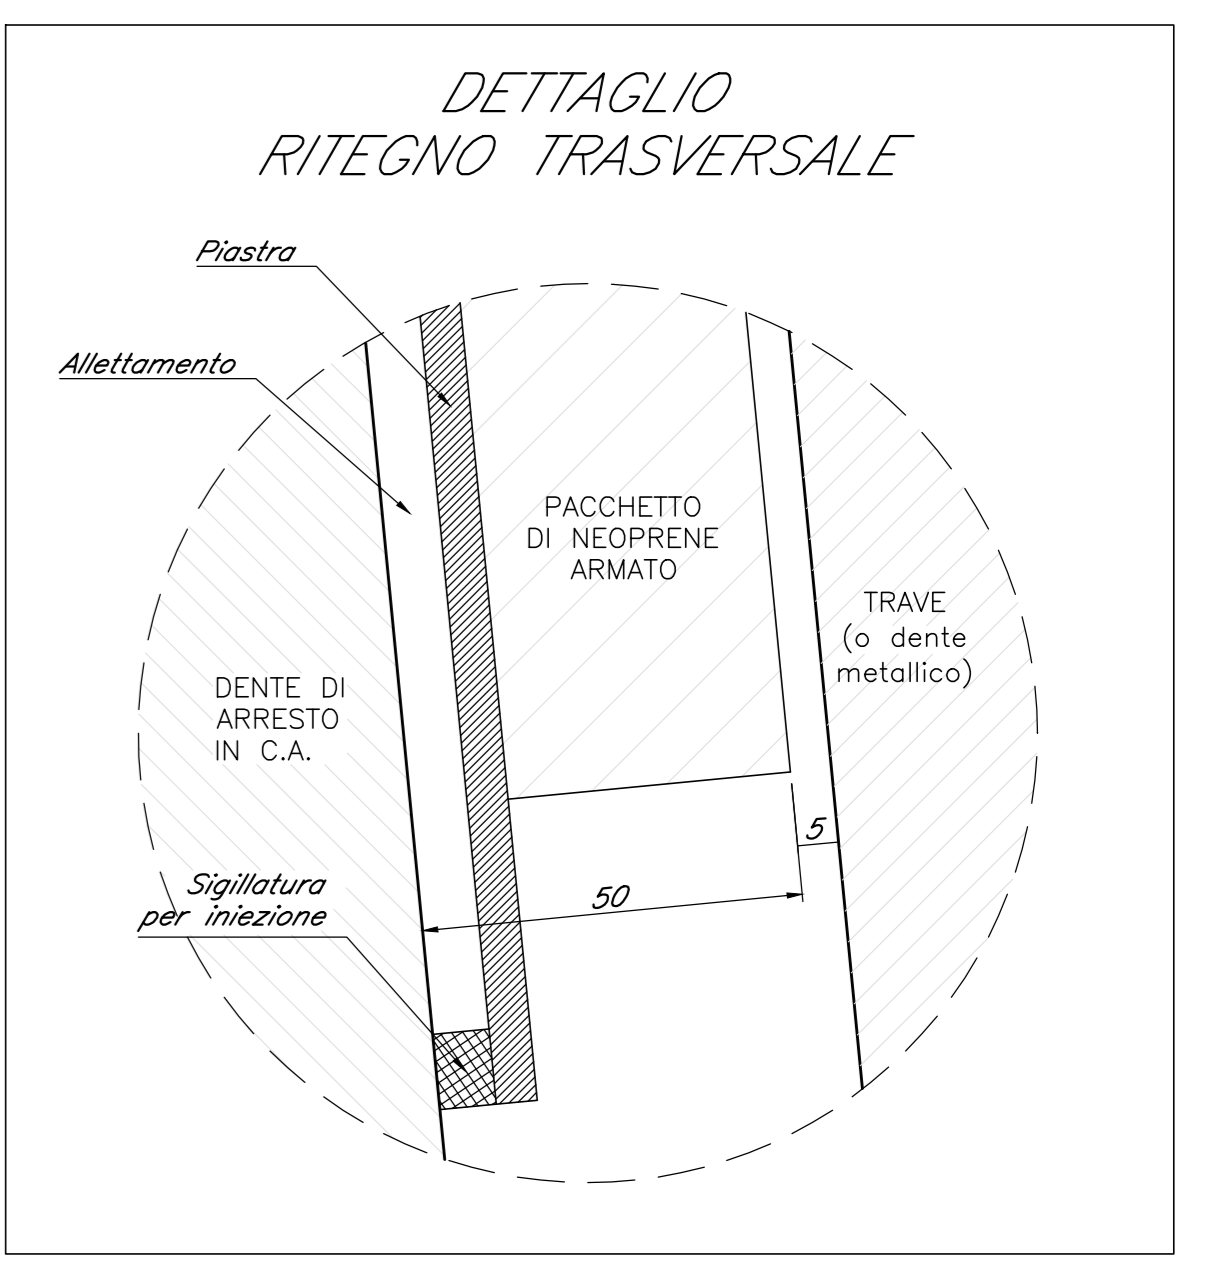 DETTAGLIO
RITEGNO TRASVERSALE
Piastra
Allettamento
PACCHETTO
DI NEOPRENE
ARMATO
TRAVE
(o dente
metallico)
DENTE DI
ARRESTO
IN C.A.
5
50
Sigillatura
per iniezione